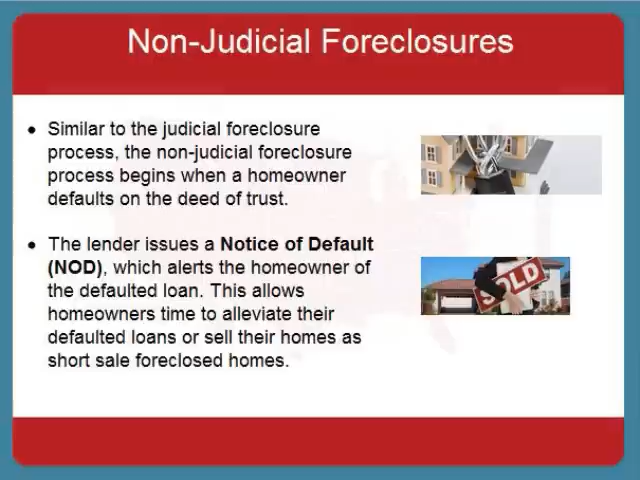 Non-Judicial Foreclosures
• Similar to the judicial foreclosure
process, the non-judicial foreclosure
process begins when a homeowner
defaults on the deed of trust.
• The lender issues a Notice of Default
(NOD), which alerts the homeowner of
the defaulted loan. This allows
homeowners time to alleviate their
defaulted loans or sell their homes as
short sale foreclosed homes.
SOLD